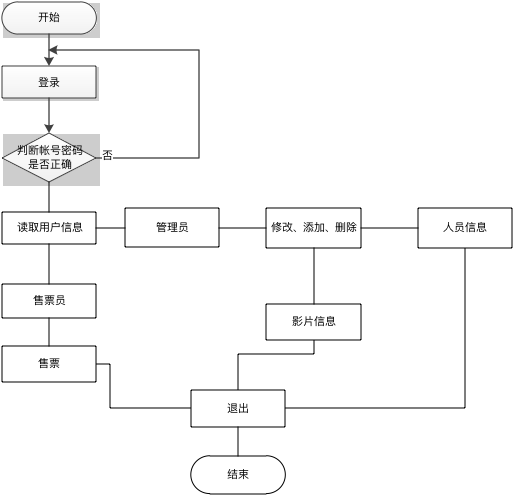 开始
登录
判断帐号密码
是否正确
否
读取用户信息
管理员
修改、添加、删除
人员信息
售票员
影片信息
售票
退出
结束